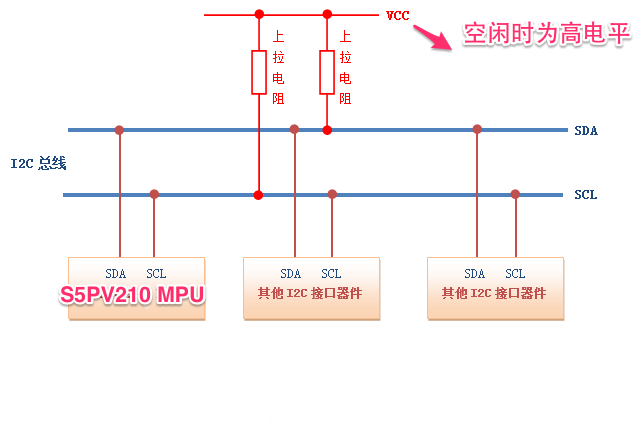 VCC
空闲时为高电平
上拉电阻
上拉电阻
SDA
I2C 总线
SCL
SDA SCL
S5PV210 MPU
SDA SCL
其他 I2C 接口器件
SDA SCL
其他 I2C 接口器件